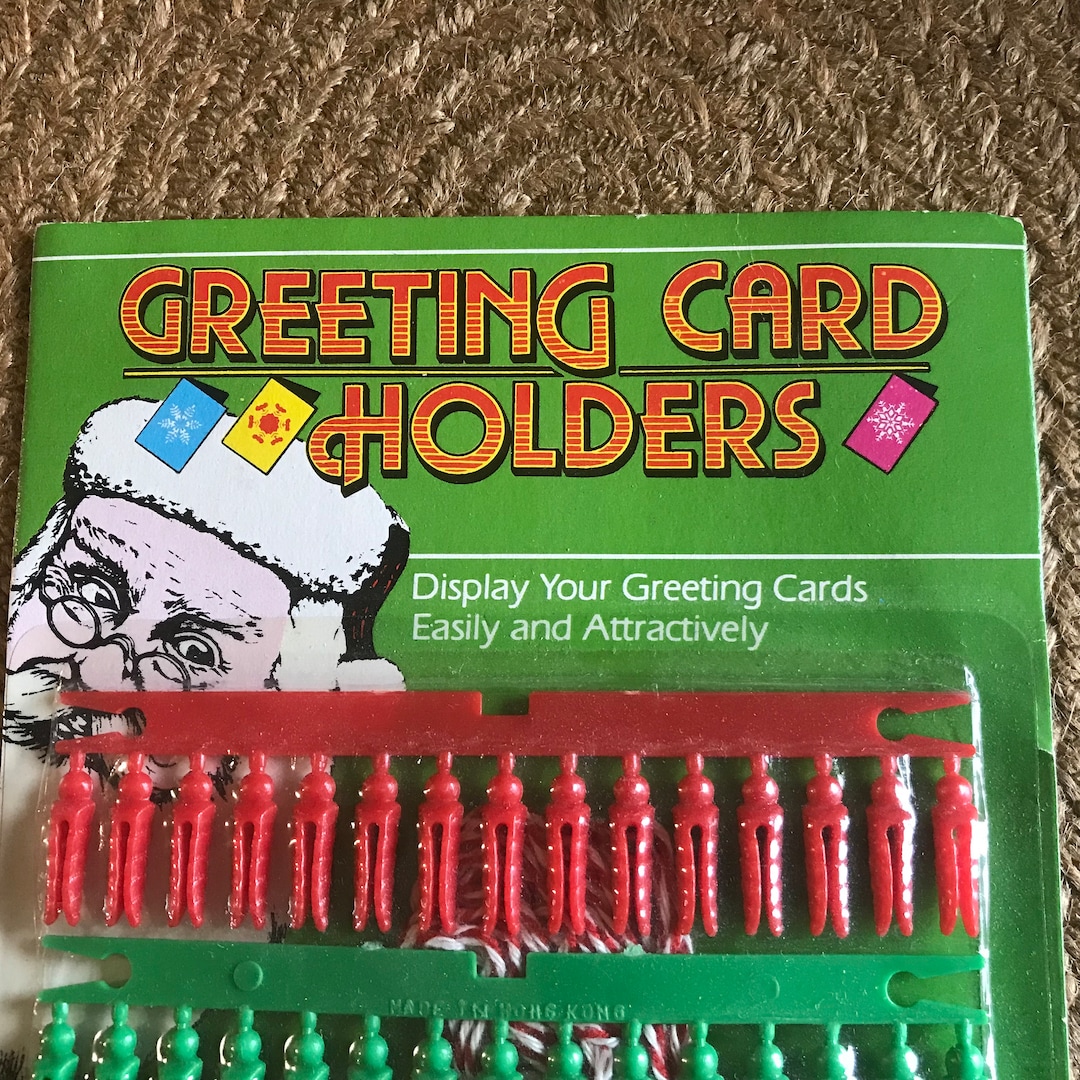 GREETING CARD
HOLDERS
Display Your Greeting Cards
Easily and Attractively
MADE IN HONG KONG